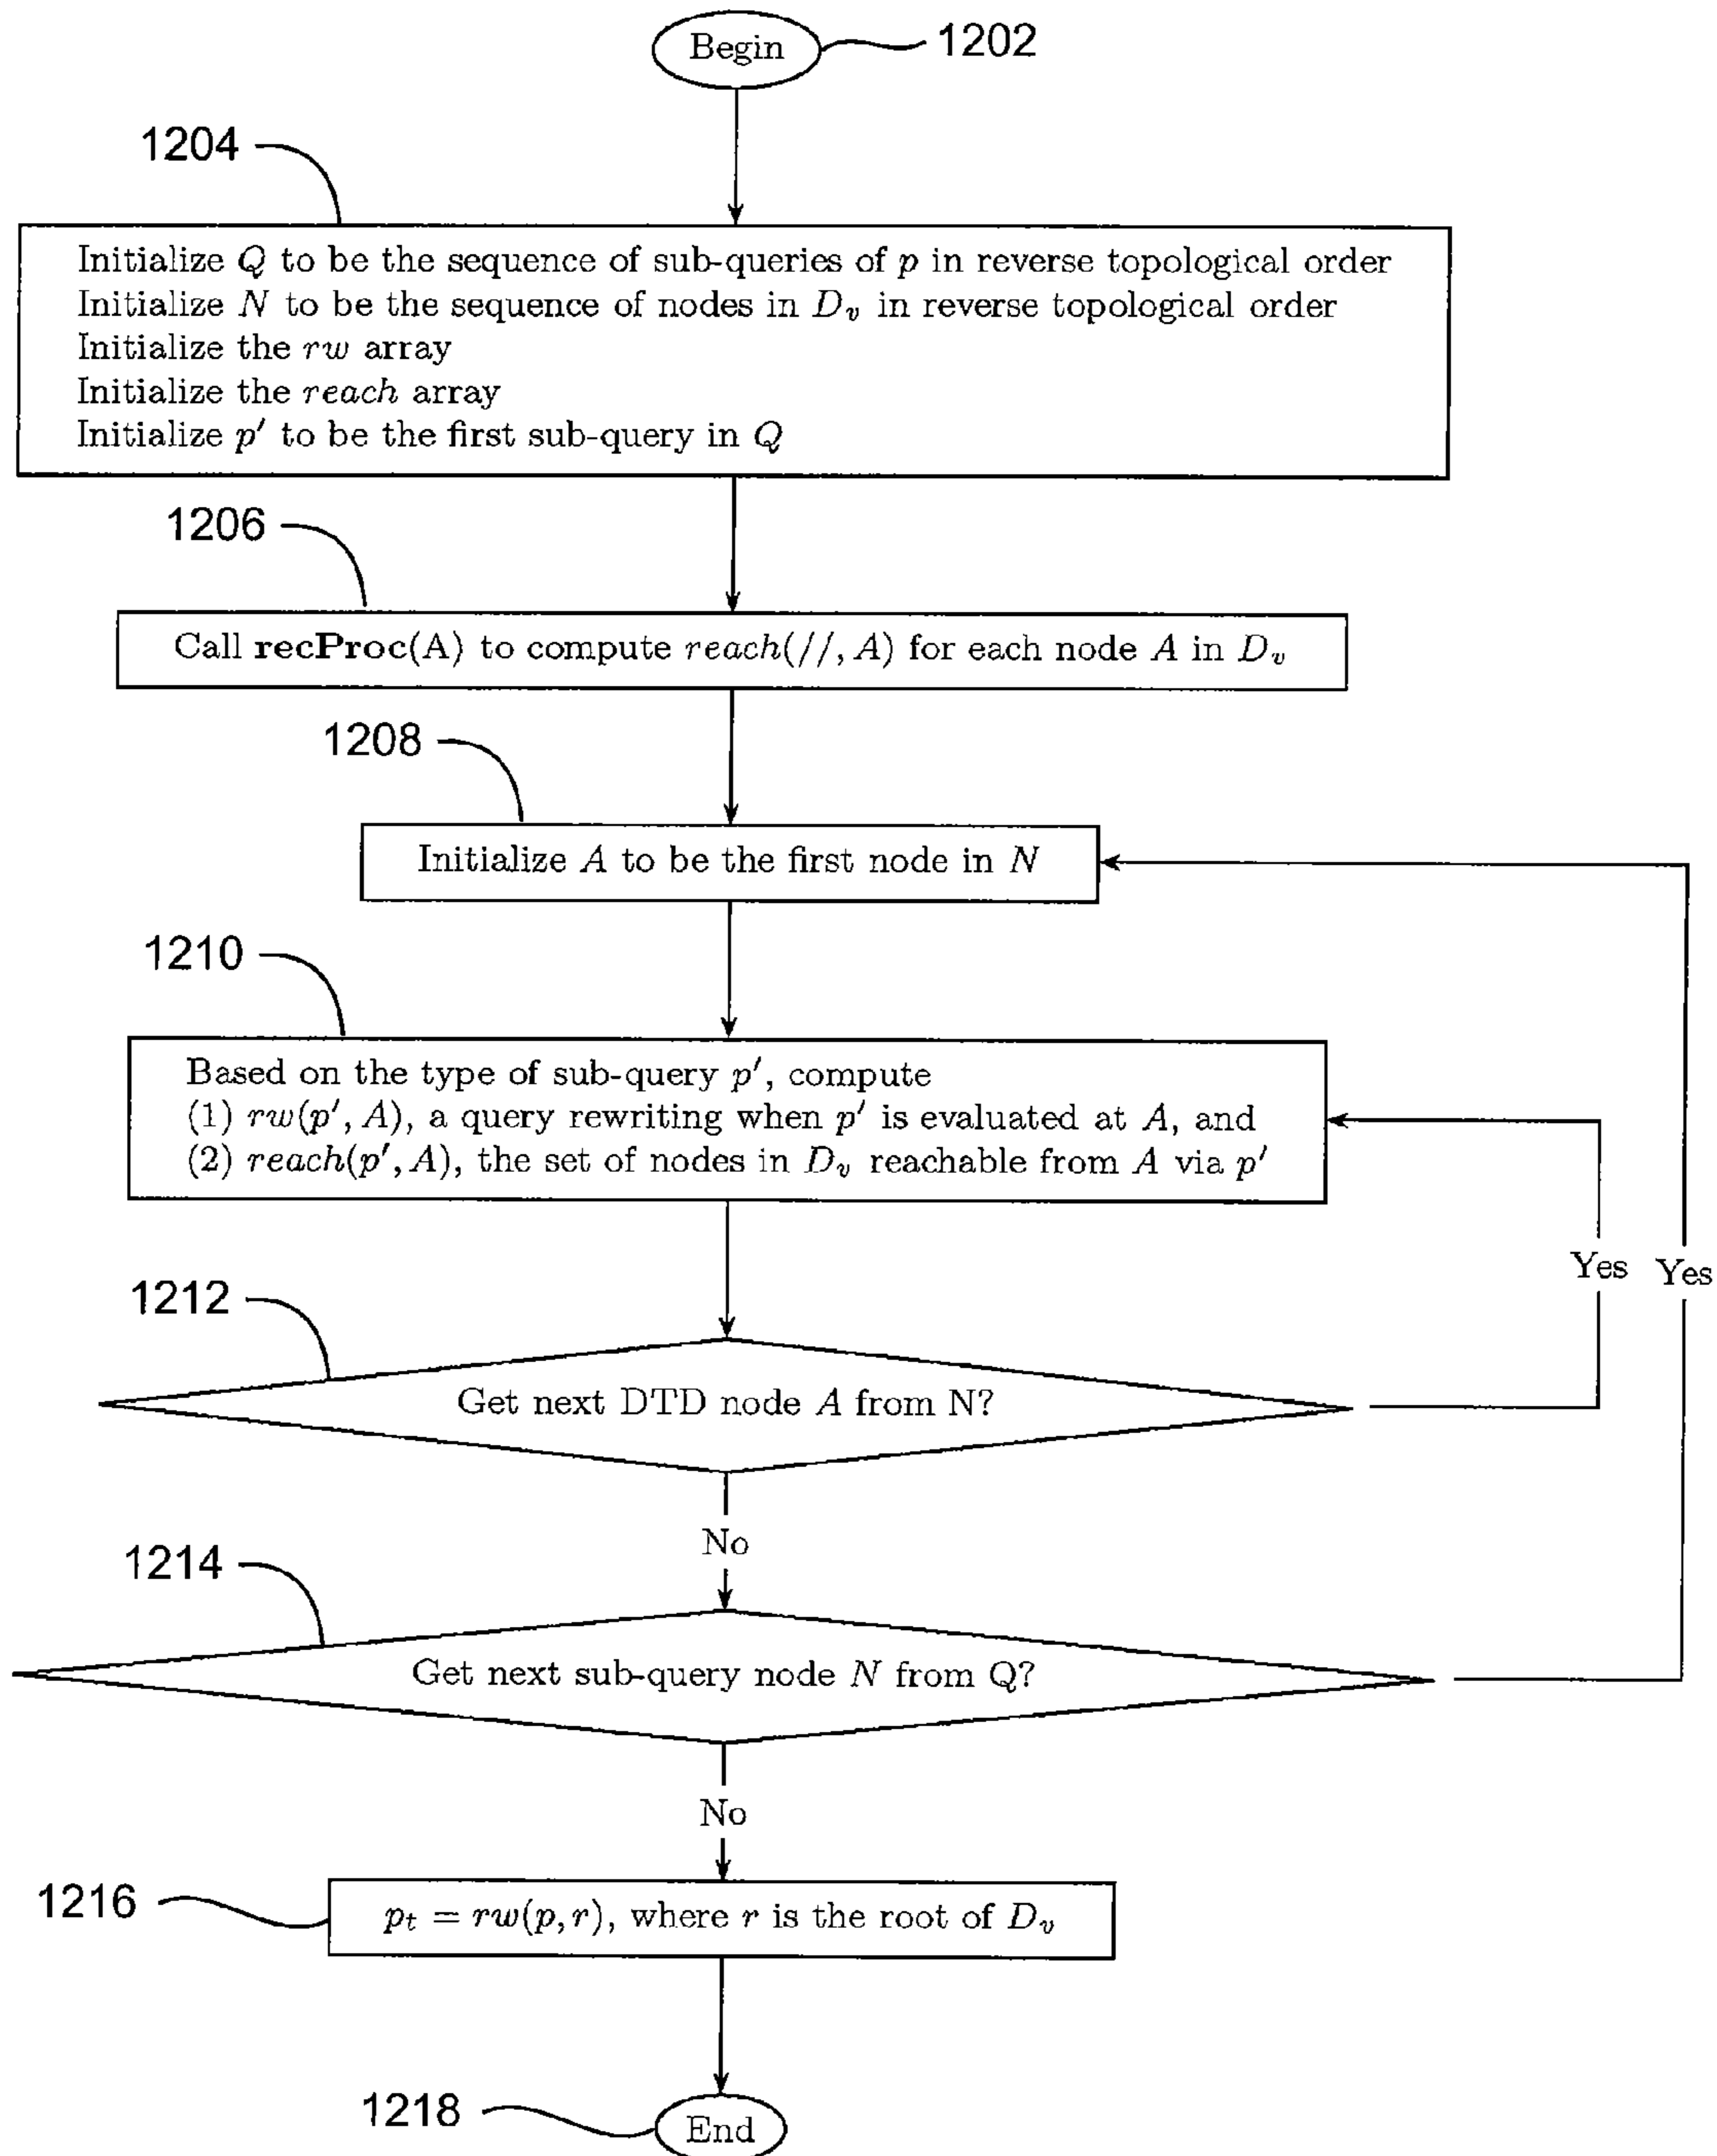 Begin
1202
1204
Initialize Q to be the sequence of sub-queries of p in reverse topological order
Initialize N to be the sequence of nodes in Dᵥ in reverse topological order
Initialize the rw array
Initialize the reach array
Initialize p′ to be the first sub-query in Q
1206
Call recProc(A) to compute reach(//, A) for each node A in Dᵥ
1208
Initialize A to be the first node in N
1210
Based on the type of sub-query p′, compute
(1) rw(p′, A), a query rewriting when p′ is evaluated at A, and
(2) reach(p′, A), the set of nodes in Dᵥ reachable from A via p′
Yes
Yes
1212
Get next DTD node A from N?
No
1214
Get next sub-query node N from Q?
No
1216
pₜ = rw(p, r), where r is the root of Dᵥ
1218
End